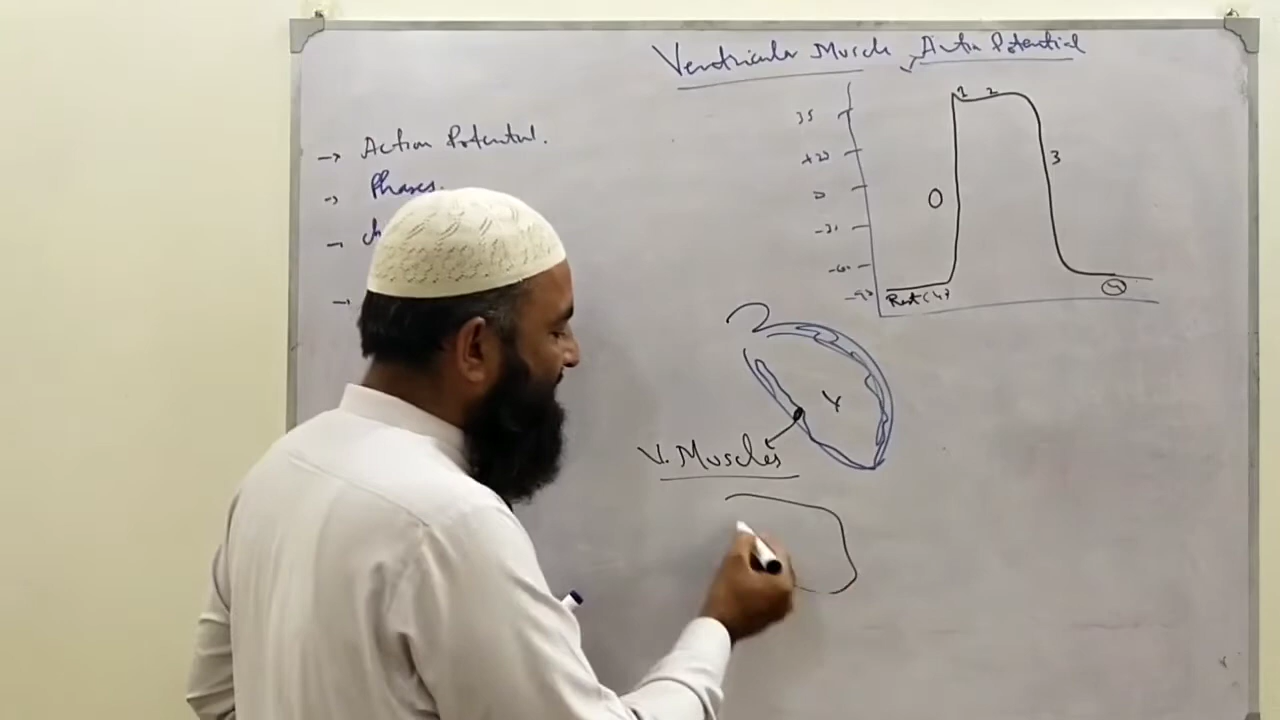 Ventricular Muscle Action Potential
→ Action Potential.
→ Phases.
35
+20
0
-30
-60
-90
1 2
0
3
Rest (4)
4
V
V. Muscles